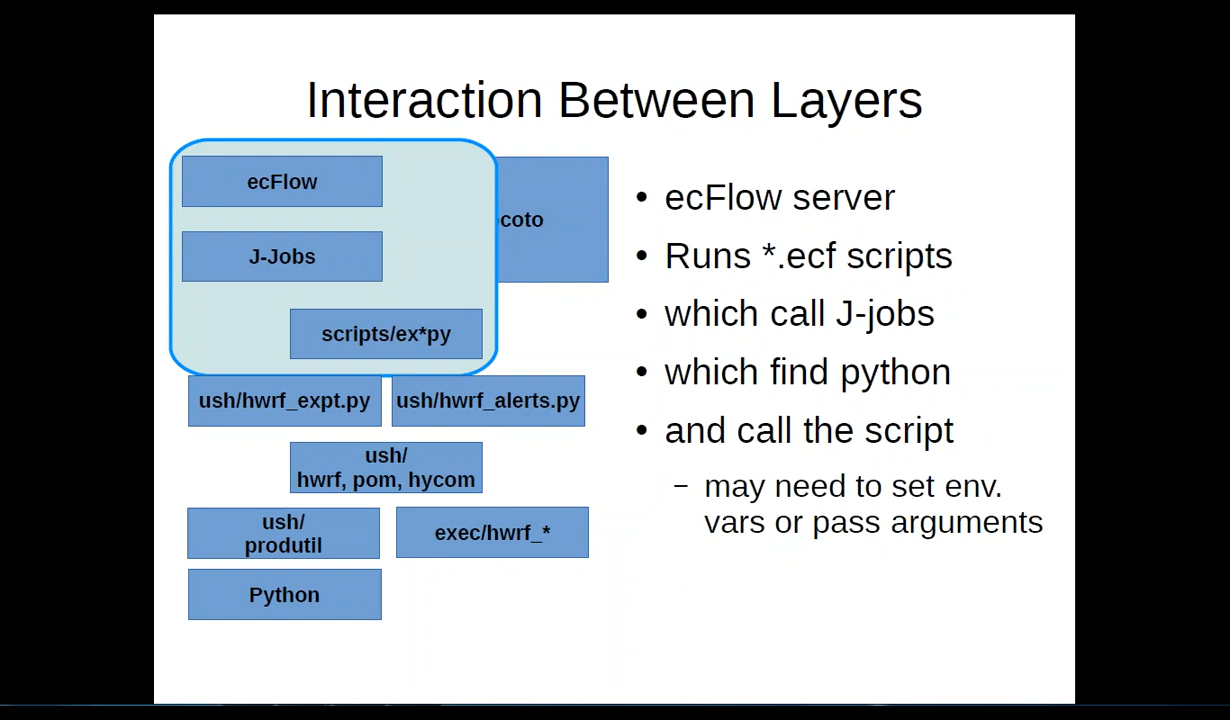 Interaction Between Layers
ecFlow
J-Jobs
coto
scripts/ex*py
ush/hwrf_expt.py
ush/hwrf_alerts.py
ush/
hwrf, pom, hycom
ush/
produtil
exec/hwrf_*
Python
• ecFlow server
• Runs *.ecf scripts
• which call J-jobs
• which find python
• and call the script
– may need to set env.
vars or pass arguments